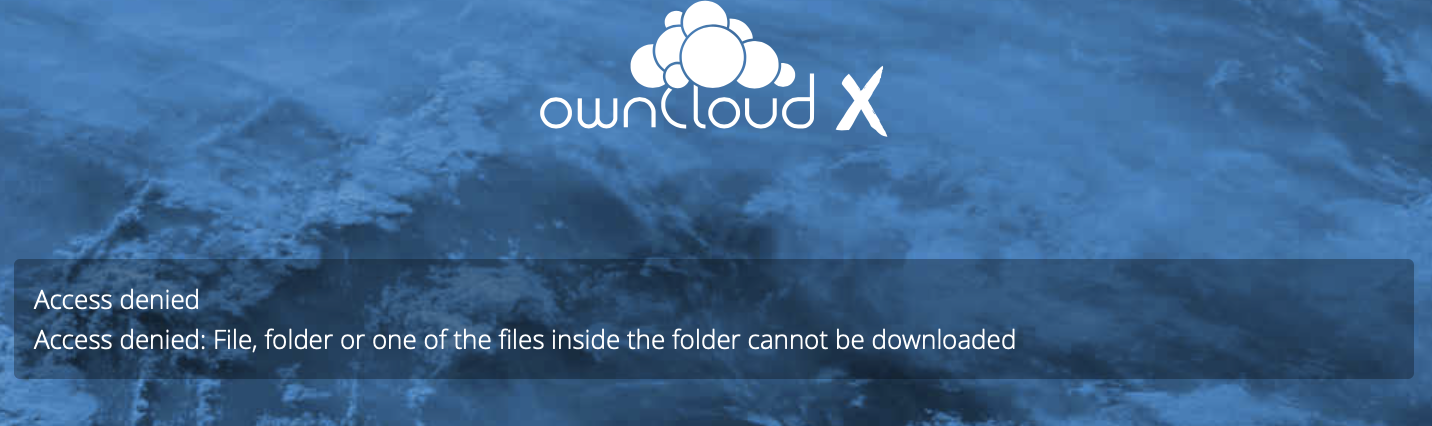 ownCloud X
Access denied
Access denied: File, folder or one of the files inside the folder cannot be downloaded